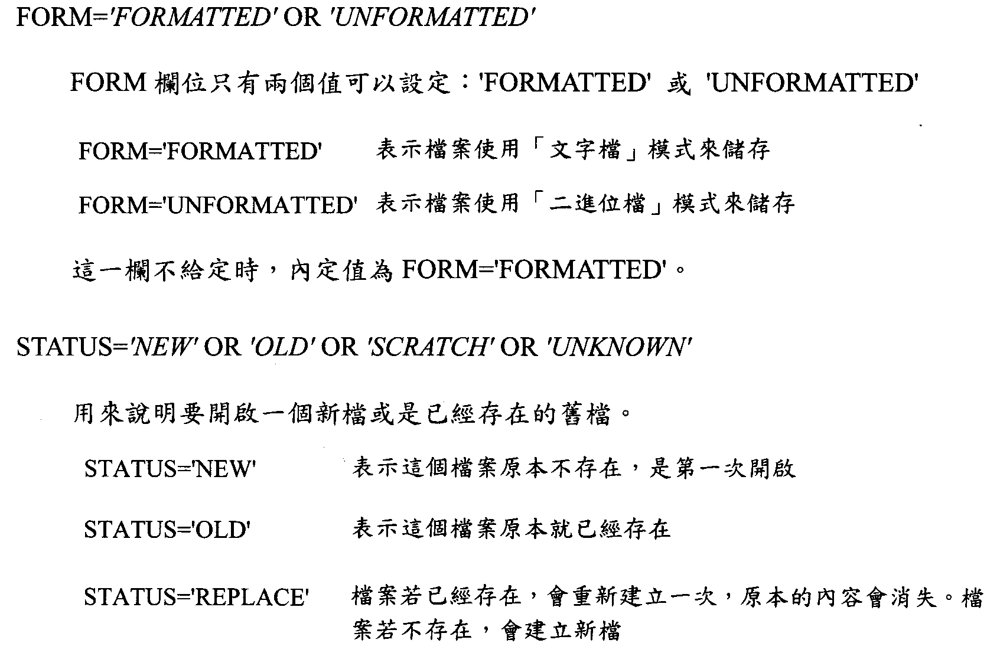 FORM='FORMATTED' OR 'UNFORMATTED'
FORM 欄位只有兩個值可以設定：'FORMATTED' 或 'UNFORMATTED'
FORM='FORMATTED' 表示檔案使用「文字檔」模式來儲存
FORM='UNFORMATTED' 表示檔案使用「二進位檔」模式來儲存
這一欄不給定時，內定值為 FORM='FORMATTED'。
STATUS='NEW' OR 'OLD' OR 'SCRATCH' OR 'UNKNOWN'
用來說明要開啟一個新檔或是已經存在的舊檔。
STATUS='NEW' 表示這個檔案原本不存在，是第一次開啟
STATUS='OLD' 表示這個檔案原本就已經存在
STATUS='REPLACE' 檔案若已經存在，會重新建立一次，原本的內容會消失。檔
案若不存在，會建立新檔